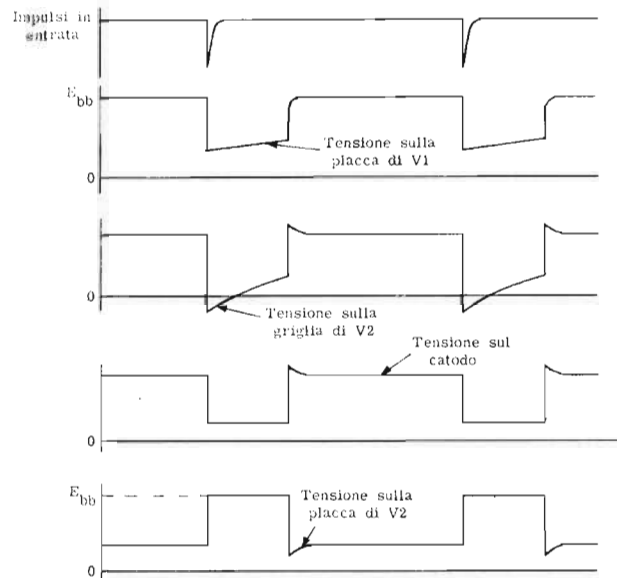 Impulsi in
entrata
E_bb
Tensione sulla
placca di V1
0
0
Tensione sulla
griglia di V2
Tensione sul
catodo
0
E_bb
Tensione sulla
placca di V2
0